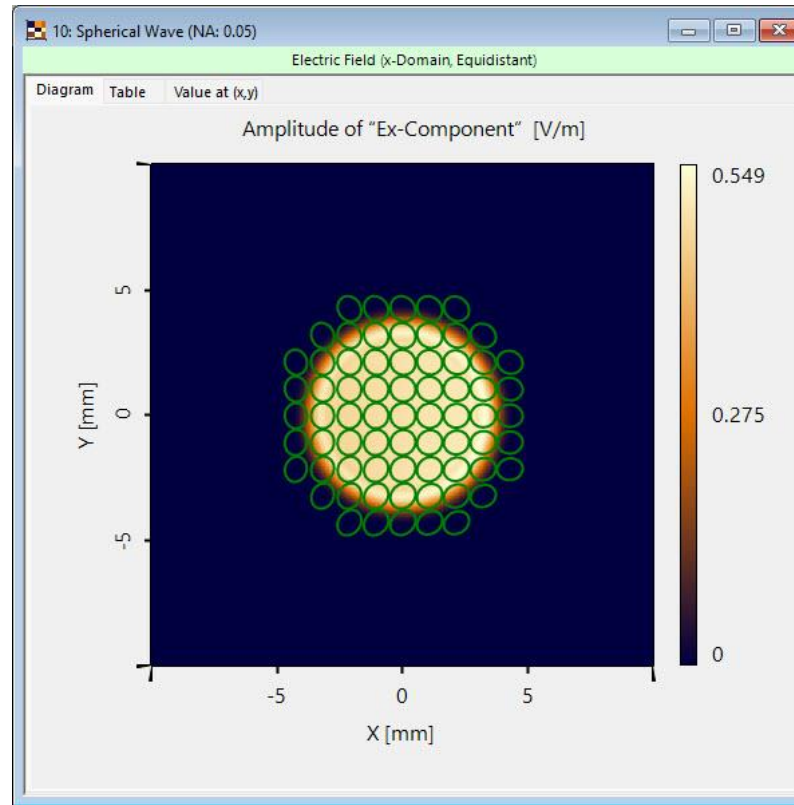 10: Spherical Wave (NA: 0.05)
Electric Field (x-Domain, Equidistant)
Diagram Table Value at (x,y)
Amplitude of "Ex-Component" [V/m]
0.549
0.275
0
5
0
-5
Y [mm]
-5 0 5
X [mm]